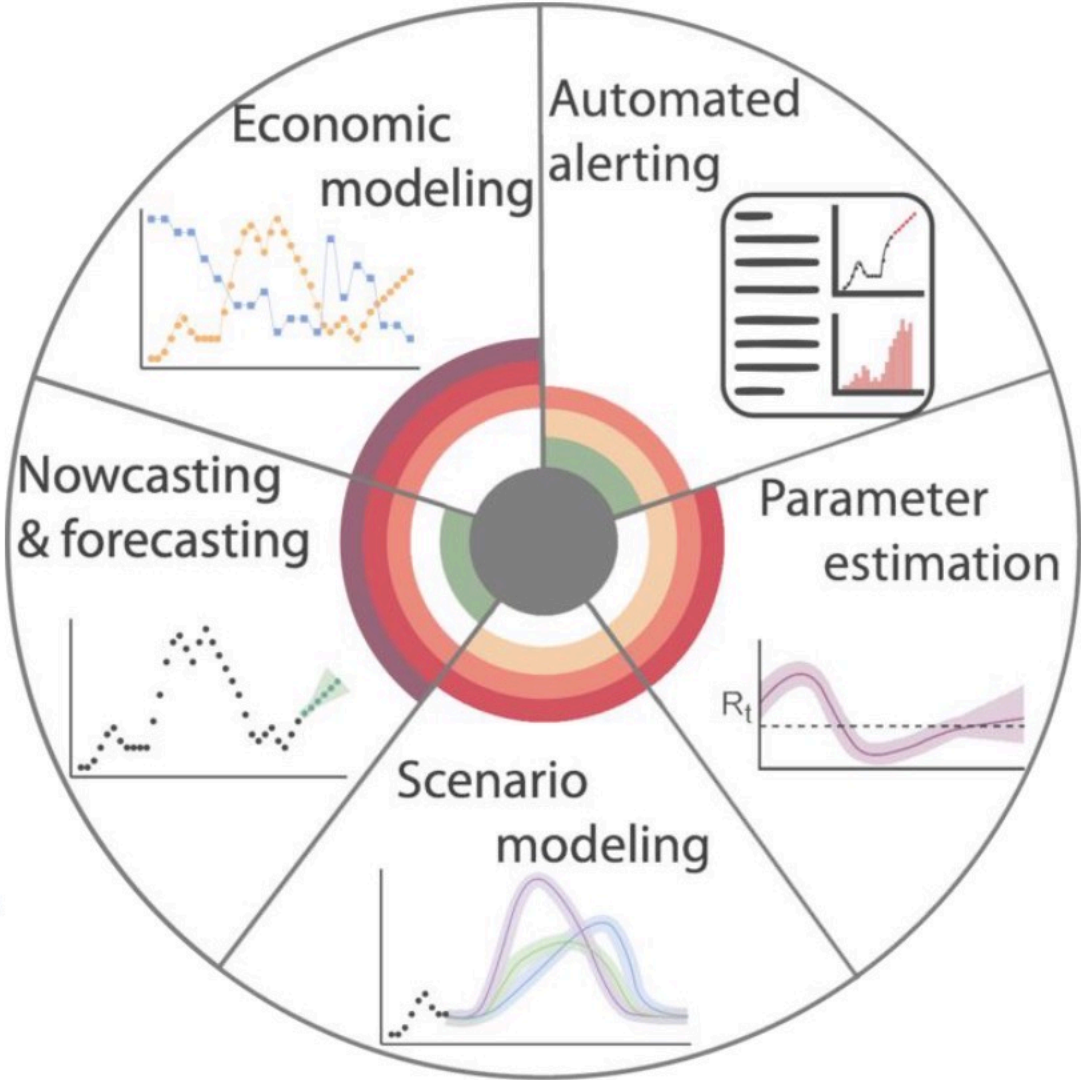 Economic
modeling
Automated
alerting
Nowcasting
& forecasting
Parameter
estimation
Rt
Scenario
modeling